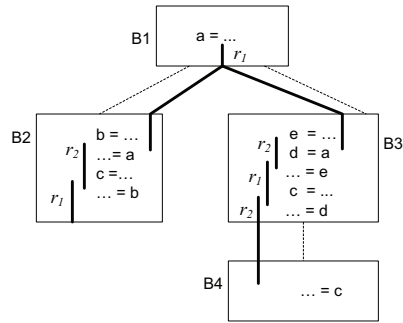 B1
a = ...
r1
B2
b = ...
r2
... = a
c =...
r1
... = b
B3
e = ...
r2
d = a
r1
... = e
r2
c = ...
... = d
B4
... = c